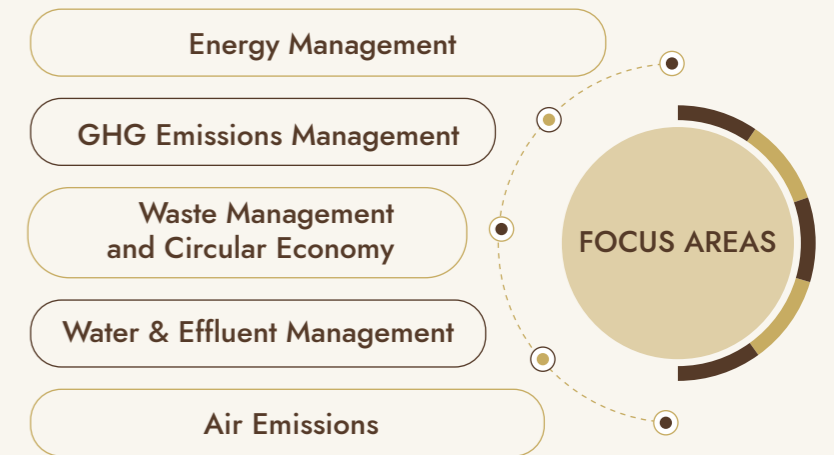 Energy Management
GHG Emissions Management
Waste Management
and Circular Economy
Water & Effluent Management
Air Emissions
FOCUS AREAS